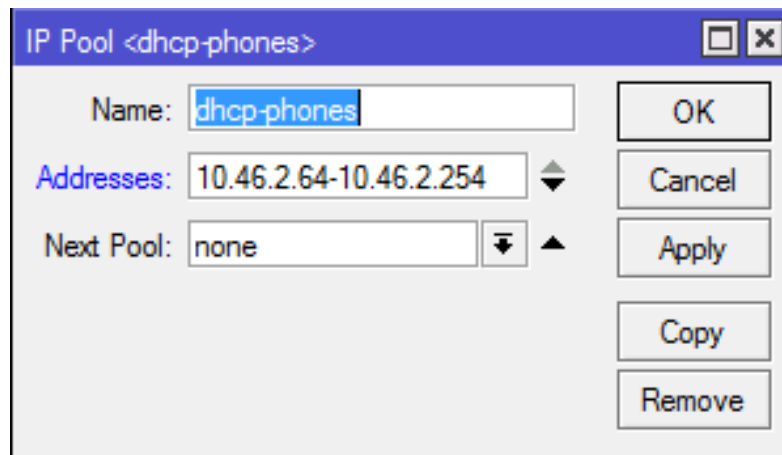 IP Pool <dhcp-phones>
Name: dhcp-phones
OK
Addresses: 10.46.2.64-10.46.2.254
Cancel
Next Pool: none
Apply
Copy
Remove